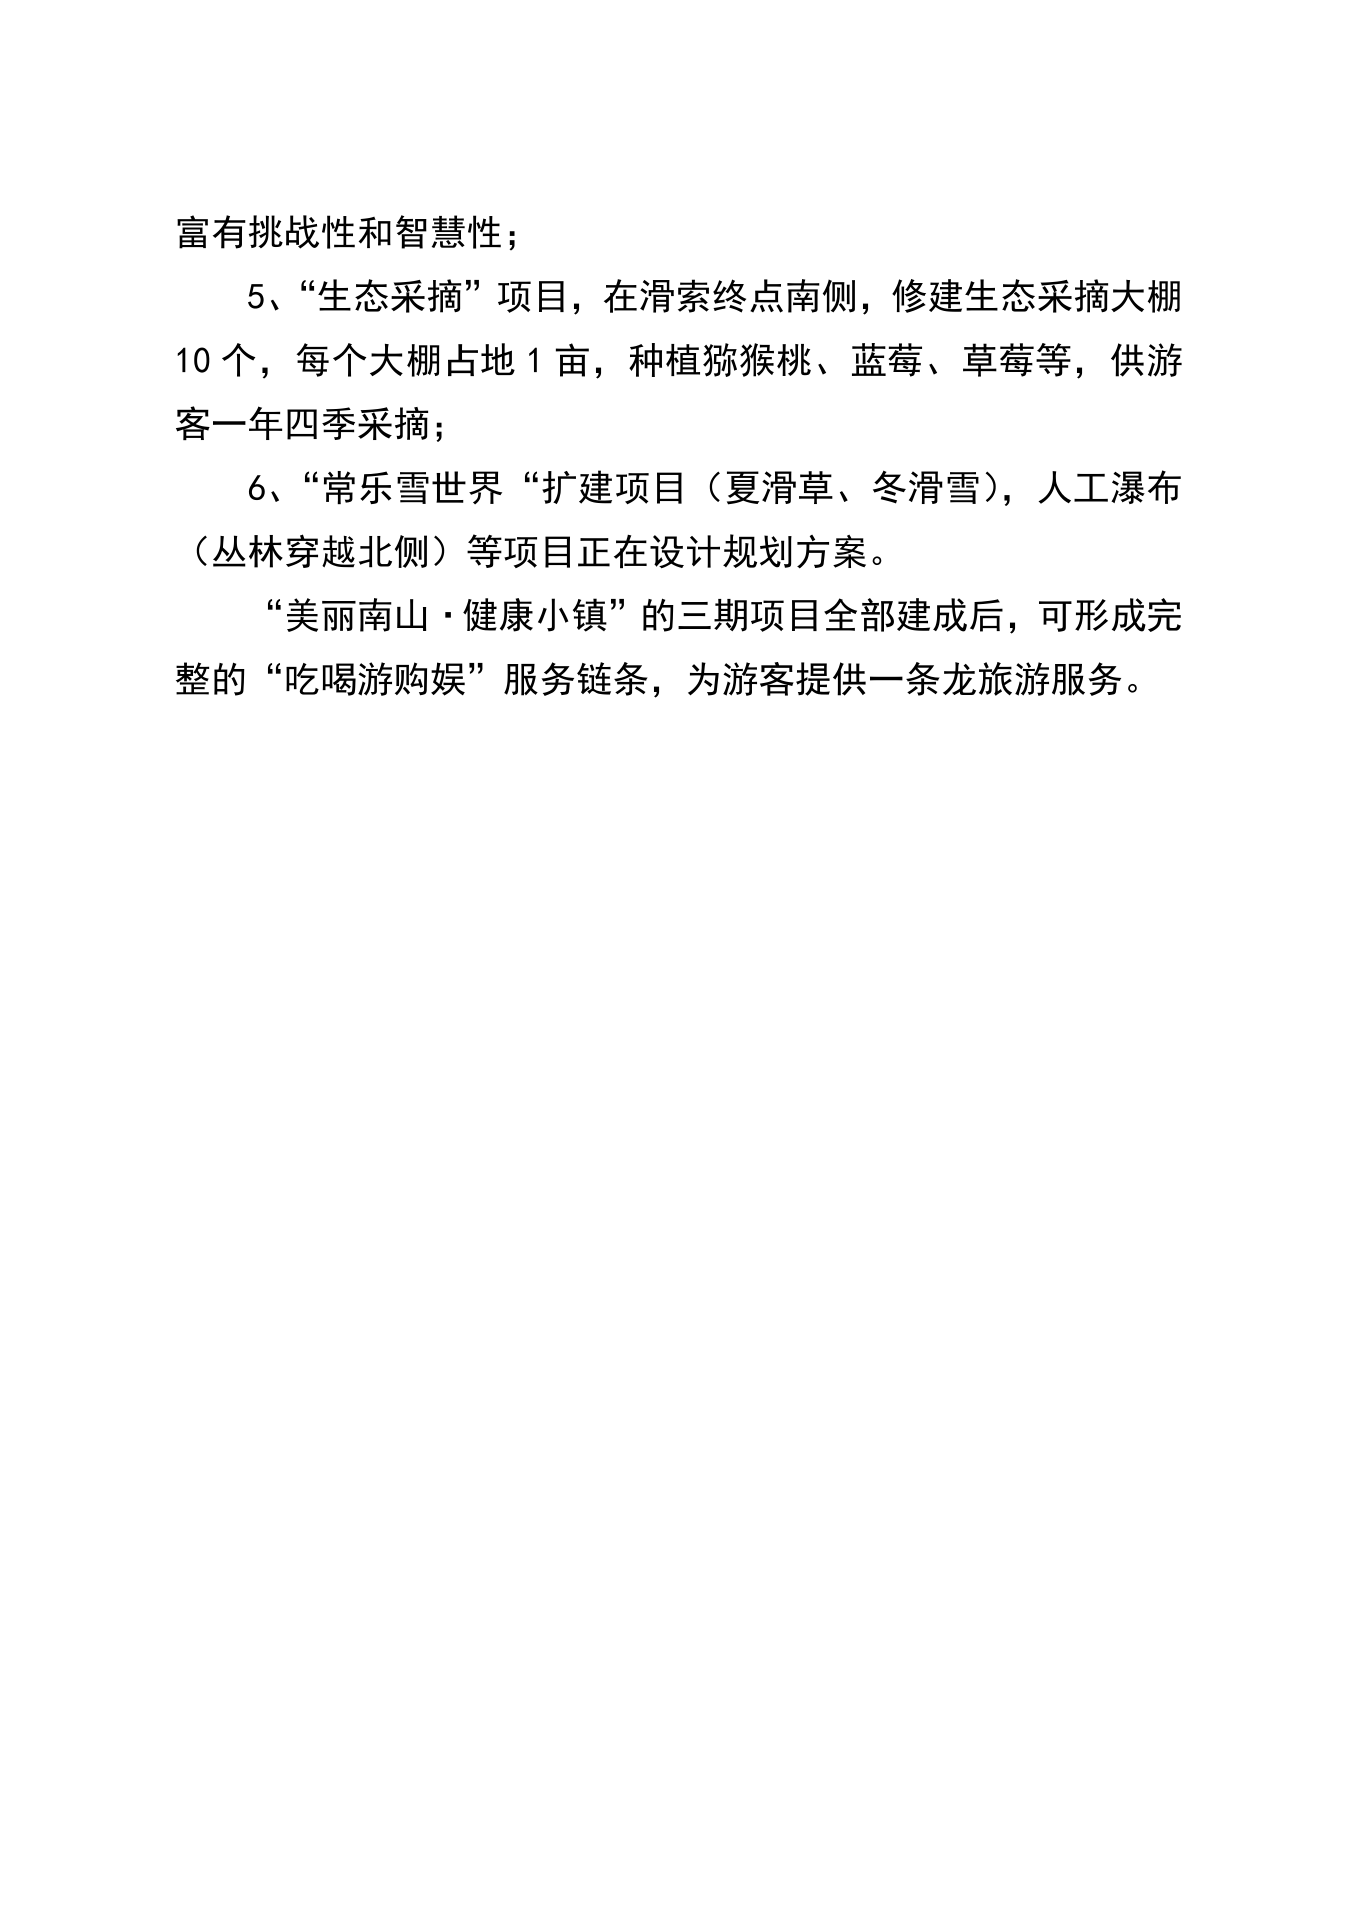 富有挑战性和智慧性；
5、“生态采摘”项目，在滑索终点南侧，修建生态采摘大棚
10 个，每个大棚占地 1 亩，种植猕猴桃、蓝莓、草莓等，供游
客一年四季采摘；
6、“常乐雪世界“扩建项目（夏滑草、冬滑雪），人工瀑布
（丛林穿越北侧）等项目正在设计规划方案。
“美丽南山·健康小镇”的三期项目全部建成后，可形成完
整的“吃喝游购娱”服务链条，为游客提供一条龙旅游服务。